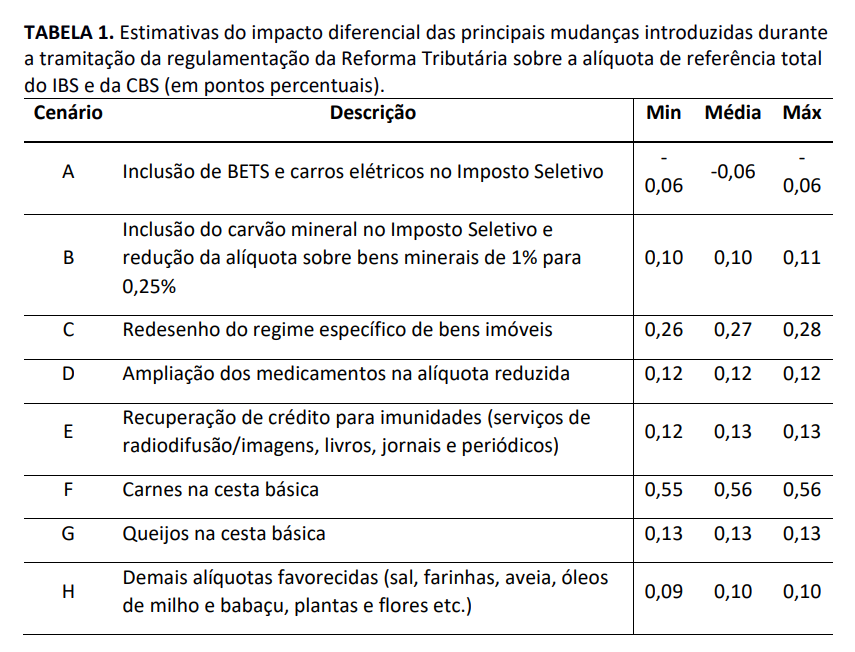 TABELA 1. Estimativas do impacto diferencial das principais mudanças introduzidas durante
a tramitação da regulamentação da Reforma Tributária sobre a alíquota de referência total
do IBS e da CBS (em pontos percentuais).
Cenário Descrição Min Média Máx
A Inclusão de BETS e carros elétricos no Imposto Seletivo -0,06 -0,06 -0,06
B Inclusão do carvão mineral no Imposto Seletivo e
redução da alíquota sobre bens minerais de 1% para 0,10 0,10 0,11
0,25%
C Redesenho do regime específico de bens imóveis 0,26 0,27 0,28
D Ampliação dos medicamentos na alíquota reduzida 0,12 0,12 0,12
E Recuperação de crédito para imunidades (serviços de 0,12 0,13 0,13
radiodifusão/imagens, livros, jornais e periódicos)
F Carnes na cesta básica 0,55 0,56 0,56
G Queijos na cesta básica 0,13 0,13 0,13
H Demais alíquotas favorecidas (sal, farinhas, aveia, óleos 0,09 0,10 0,10
de milho e babaçu, plantas e flores etc.)